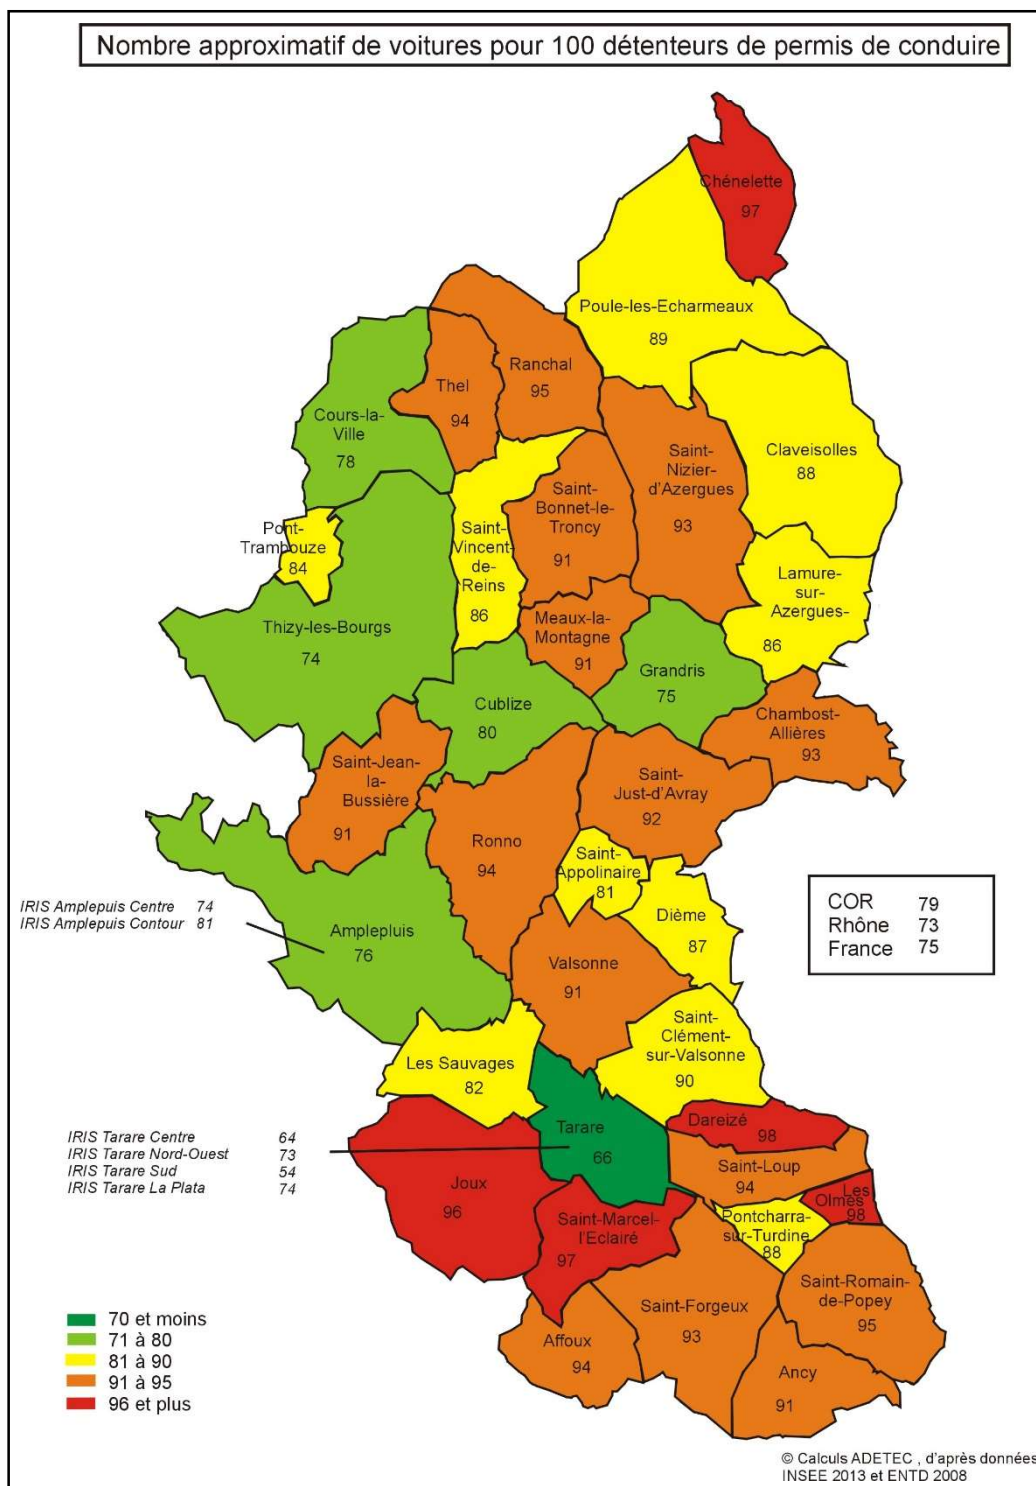 Nombre approximatif de voitures pour 100 détenteurs de permis de conduire
Chénelette
97
Poule-les-Echarmeaux
89
Ranchal
95
Thel
94
Cours-la-
Ville
78
Claveisolles
88
Saint-
Nizier-
d'Azergues
93
Saint-
Bonnet-le-
Troncy
91
Saint-
Vincent-
de-
Reins
86
Pont-
Trambouze
84
Lamure-
sur-
Azergues-
86
Thizy-les-Bourgs
74
Meaux-la-
Montagne
91
Grandris
75
Cublize
80
Chambost-
Allières
93
Saint-Jean-
la-
Bussière
91
Saint-
Just-d'Avray
92
Ronno
94
Saint-
Appolinaire
81
Dième
87
COR 79
Rhône 73
France 75
IRIS Amplepuis Centre 74
IRIS Amplepuis Contour 81
Amplepluis
76
Valsonne
91
Saint-
Clément-
sur-Valsonne
90
Les Sauvages
82
Tarare
66
Dareizé
98
IRIS Tarare Centre 64
IRIS Tarare Nord-Ouest 73
IRIS Tarare Sud 54
IRIS Tarare La Plata 74
Joux
96
Saint-Loup
94
Les
Olmes
98
Saint-Marcel-
l'Eclairé
97
Pontcharra-
sur-Turdine
88
Saint-Romain-
de-Popey
95
Saint-Forgeux
93
Affoux
94
Ancy
91
70 et moins
71 à 80
81 à 90
91 à 95
96 et plus
© Calculs ADETEC , d'après données
INSEE 2013 et ENTD 2008